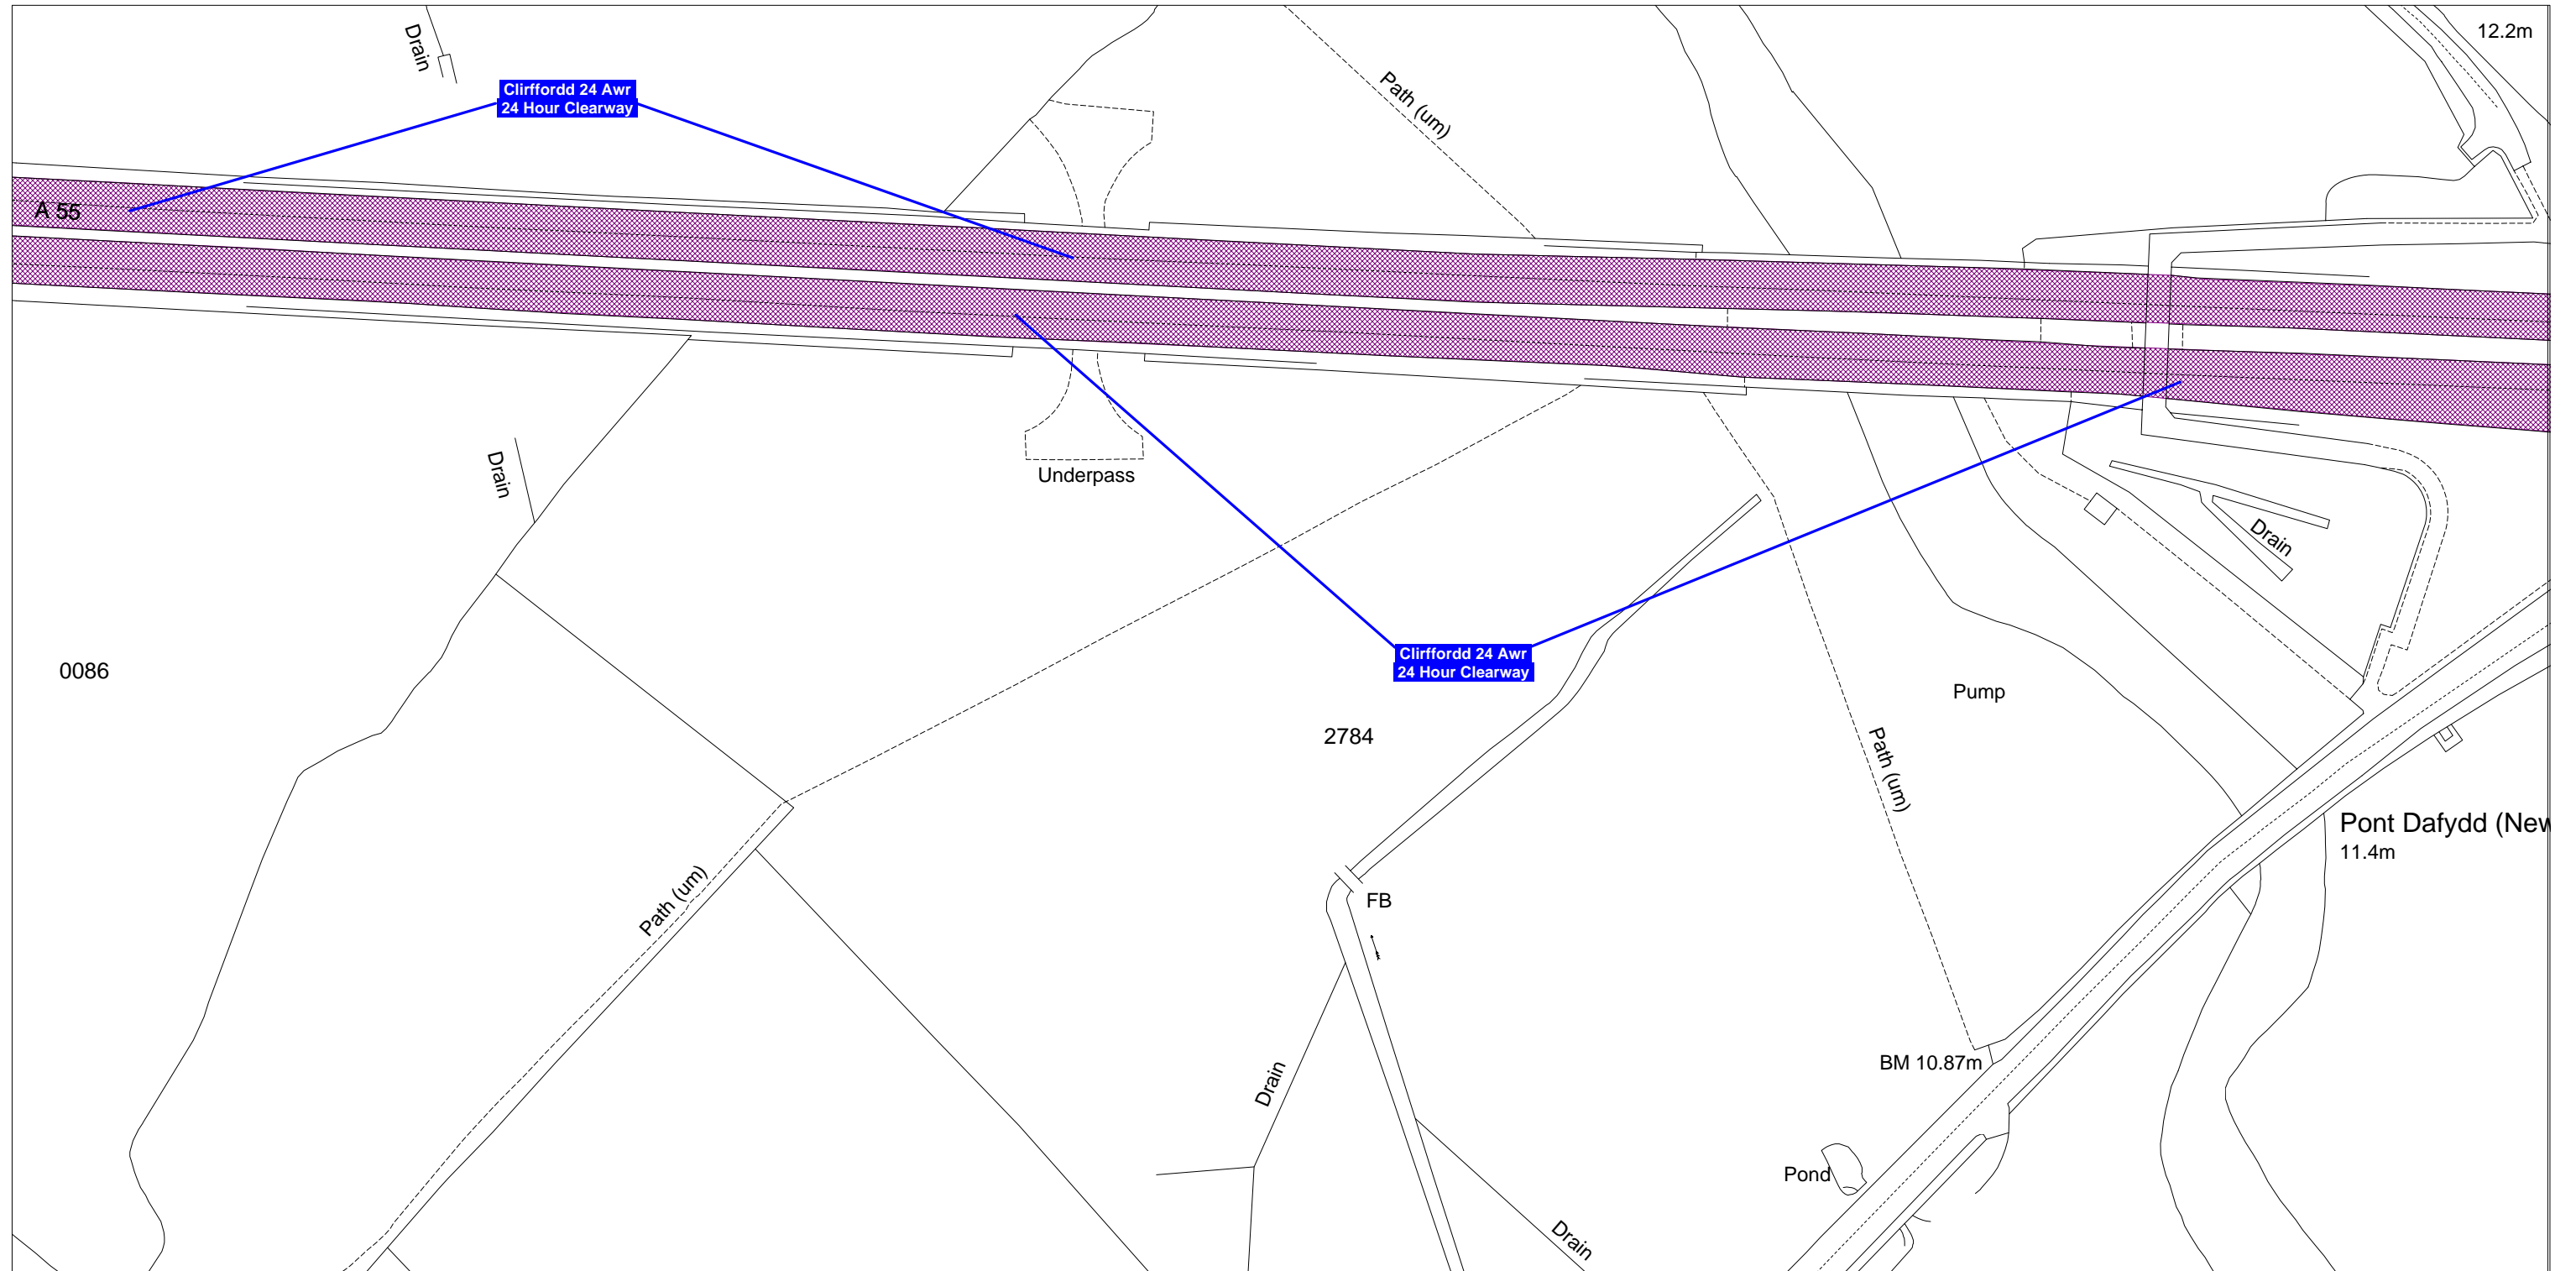 12.2m
Drain
Clirffordd 24 Awr
24 Hour Clearway
Path (um)
A 55
Underpass
Drain
Drain
Clirffordd 24 Awr
24 Hour Clearway
0086
Pump
2784
Path (um)
Pont Dafydd (New
11.4m
Path (um)
FB
BM 10.87m
Drain
Pond
Drain